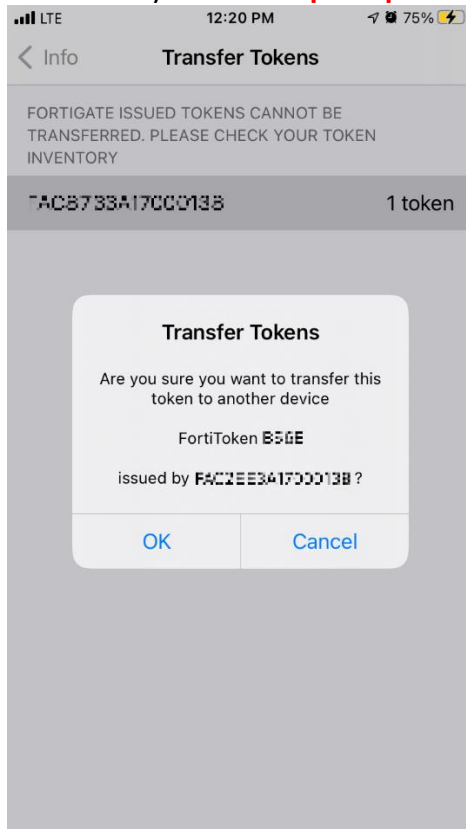 LTE 12:20 PM 75%
Info Transfer Tokens
FORTIGATE ISSUED TOKENS CANNOT BE
TRANSFERRED. PLEASE CHECK YOUR TOKEN
INVENTORY
1 token
Transfer Tokens
Are you sure you want to transfer this
token to another device
FortiToken
issued by ?
OK Cancel